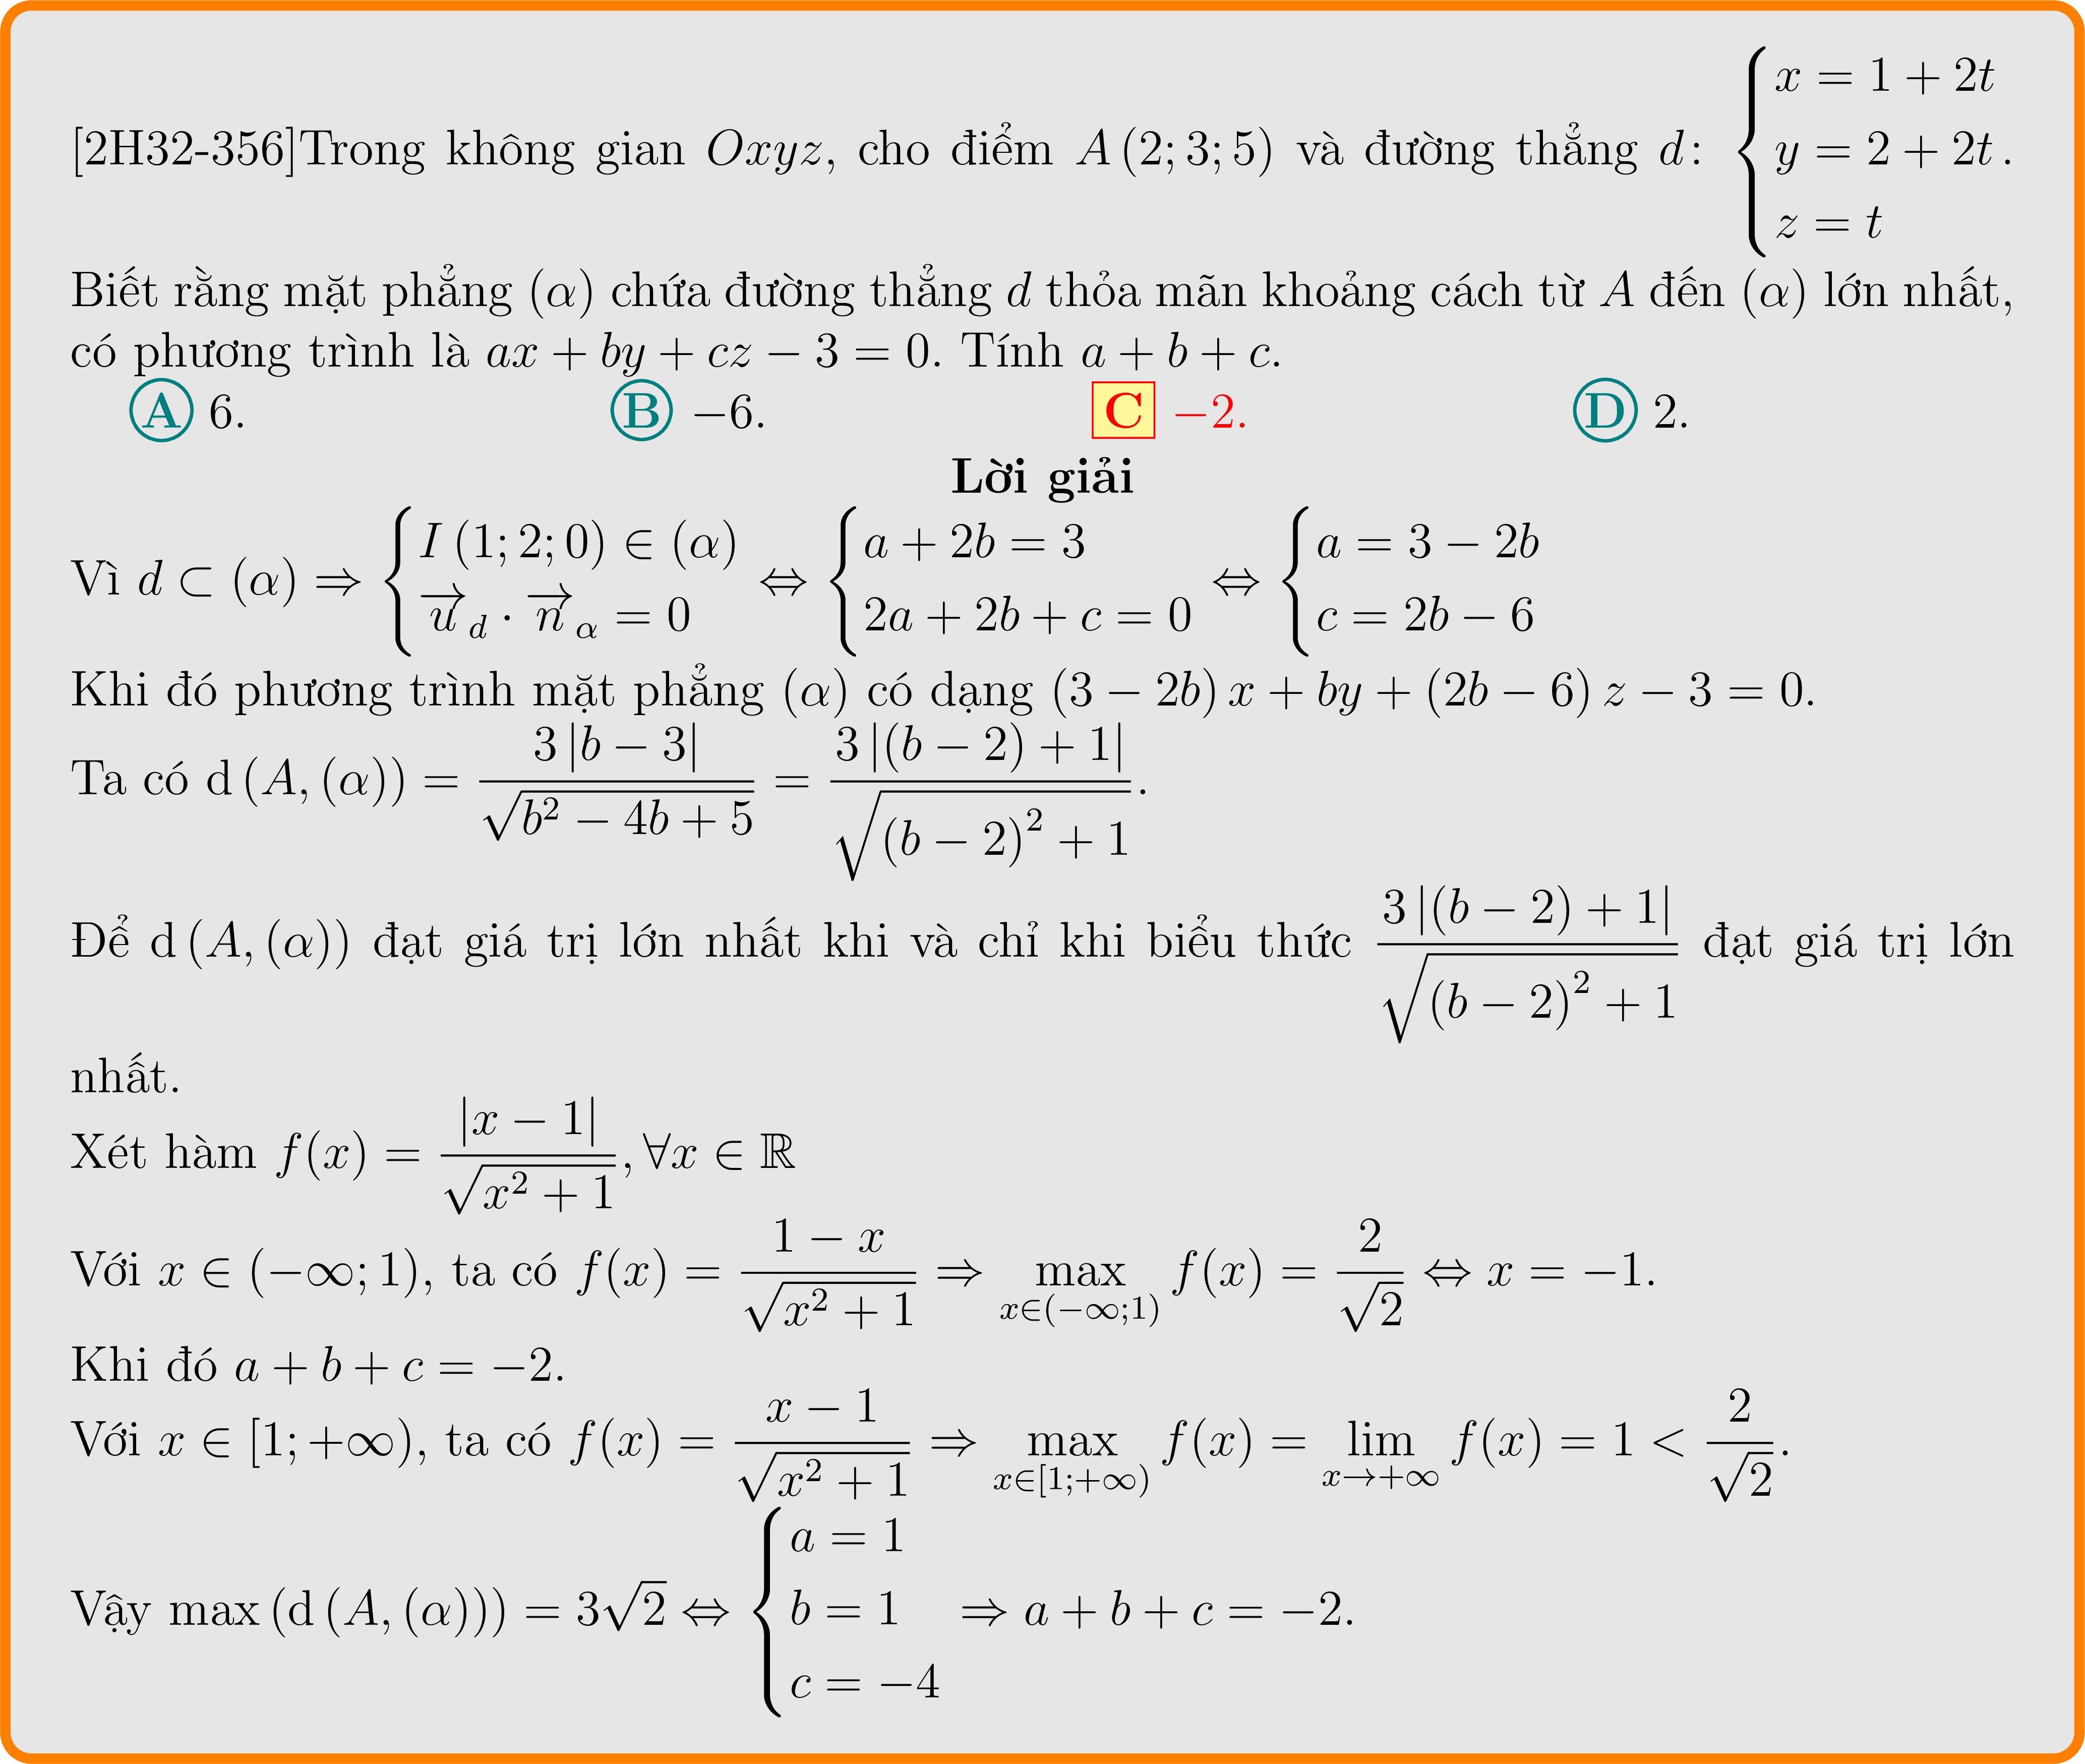 [2H32-356]Trong không gian $Oxyz$, cho điểm $A\,(2;3;5)$ và đường thẳng $d\colon \begin{cases} x = 1 + 2t \\ y = 2 + 2t \\ z = t \end{cases}$.
Biết rằng mặt phẳng $(\alpha)$ chứa đường thẳng $d$ thỏa mãn khoảng cách từ $A$ đến $(\alpha)$ lớn nhất,
có phương trình là $ax + by + cz - 3 = 0$. Tính $a + b + c$.
A 6. B $-6$. C $-2$. D 2.
Lời giải
Vì $d \subset (\alpha) \Rightarrow \begin{cases} I\,(1;2;0) \in (\alpha) \\ \overrightarrow{u}_d \cdot \overrightarrow{n}_\alpha = 0 \end{cases} \Leftrightarrow \begin{cases} a + 2b = 3 \\ 2a + 2b + c = 0 \end{cases} \Leftrightarrow \begin{cases} a = 3 - 2b \\ c = 2b - 6 \end{cases}$
Khi đó phương trình mặt phẳng $(\alpha)$ có dạng $(3 - 2b)\,x + by + (2b - 6)\,z - 3 = 0$.
Ta có $\mathrm{d}\,(A, (\alpha)) = \dfrac{3\,|b - 3|}{\sqrt{b^2 - 4b + 5}} = \dfrac{3\,|(b - 2) + 1|}{\sqrt{(b - 2)^2 + 1}}$.
Để $\mathrm{d}\,(A, (\alpha))$ đạt giá trị lớn nhất khi và chỉ khi biểu thức $\dfrac{3\,|(b - 2) + 1|}{\sqrt{(b - 2)^2 + 1}}$ đạt giá trị lớn
nhất.
Xét hàm $f(x) = \dfrac{|x - 1|}{\sqrt{x^2 + 1}}, \forall x \in \mathbb{R}$
Với $x \in (-\infty; 1)$, ta có $f(x) = \dfrac{1 - x}{\sqrt{x^2 + 1}} \Rightarrow \max\limits_{x \in (-\infty;1)} f(x) = \dfrac{2}{\sqrt{2}} \Leftrightarrow x = -1$.
Khi đó $a + b + c = -2$.
Với $x \in [1; +\infty)$, ta có $f(x) = \dfrac{x - 1}{\sqrt{x^2 + 1}} \Rightarrow \max\limits_{x \in [1;+\infty)} f(x) = \lim\limits_{x \to +\infty} f(x) = 1 < \dfrac{2}{\sqrt{2}}$.
Vậy $\max\,(\mathrm{d}\,(A, (\alpha))) = 3\sqrt{2} \Leftrightarrow \begin{cases} a = 1 \\ b = 1 \\ c = -4 \end{cases} \Rightarrow a + b + c = -2$.